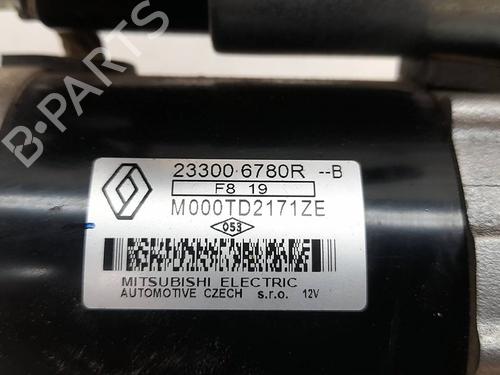 B-PARTS
23300 6780R --B
F8 19
M000TD2171ZE
053
MITSUBISHI ELECTRIC
AUTOMOTIVE CZECH s.r.o. 12V